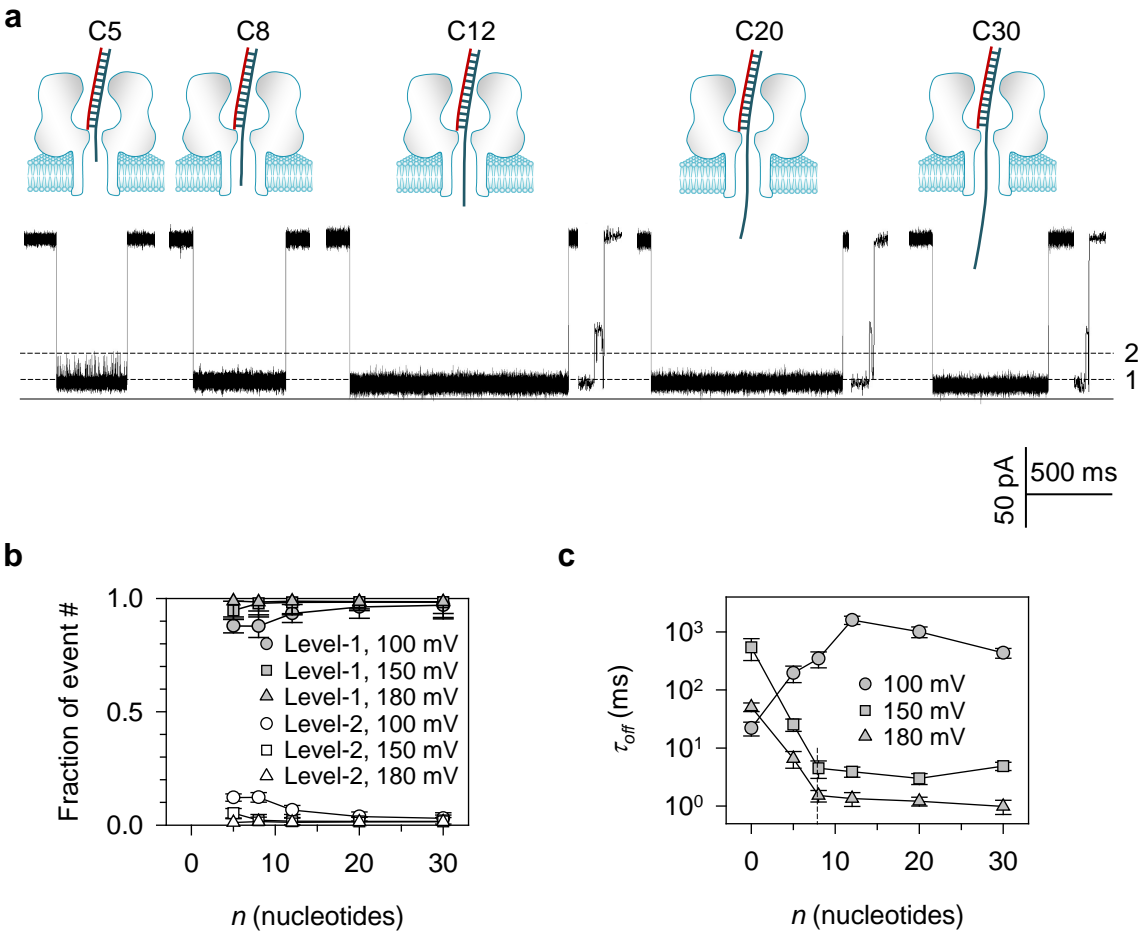 a
C5 C8 C12 C20 C30
2
1
50 pA
500 ms
b
Fraction of event #
1.0
0.5
0.0
Level-1, 100 mV
Level-1, 150 mV
Level-1, 180 mV
Level-2, 100 mV
Level-2, 150 mV
Level-2, 180 mV
0 10 20 30
n (nucleotides)
c
τoff (ms)
10³
10²
10¹
10⁰
100 mV
150 mV
180 mV
0 10 20 30
n (nucleotides)